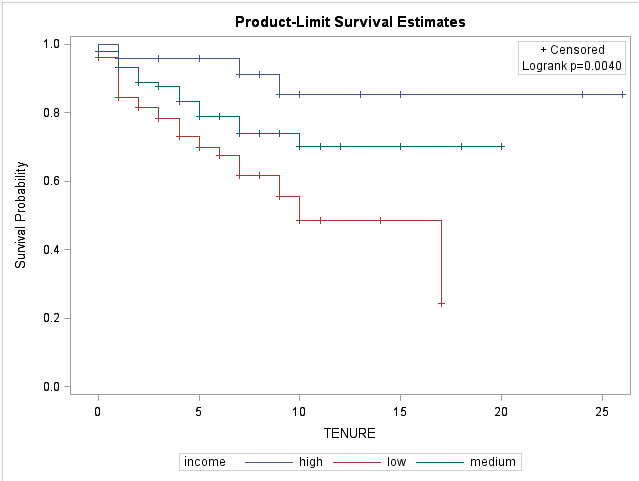 Product-Limit Survival Estimates
+ Censored
Logrank p=0.0040
1.0
0.8
0.6
0.4
0.2
0.0
Survival Probability
0 5 10 15 20 25
TENURE
income high low medium